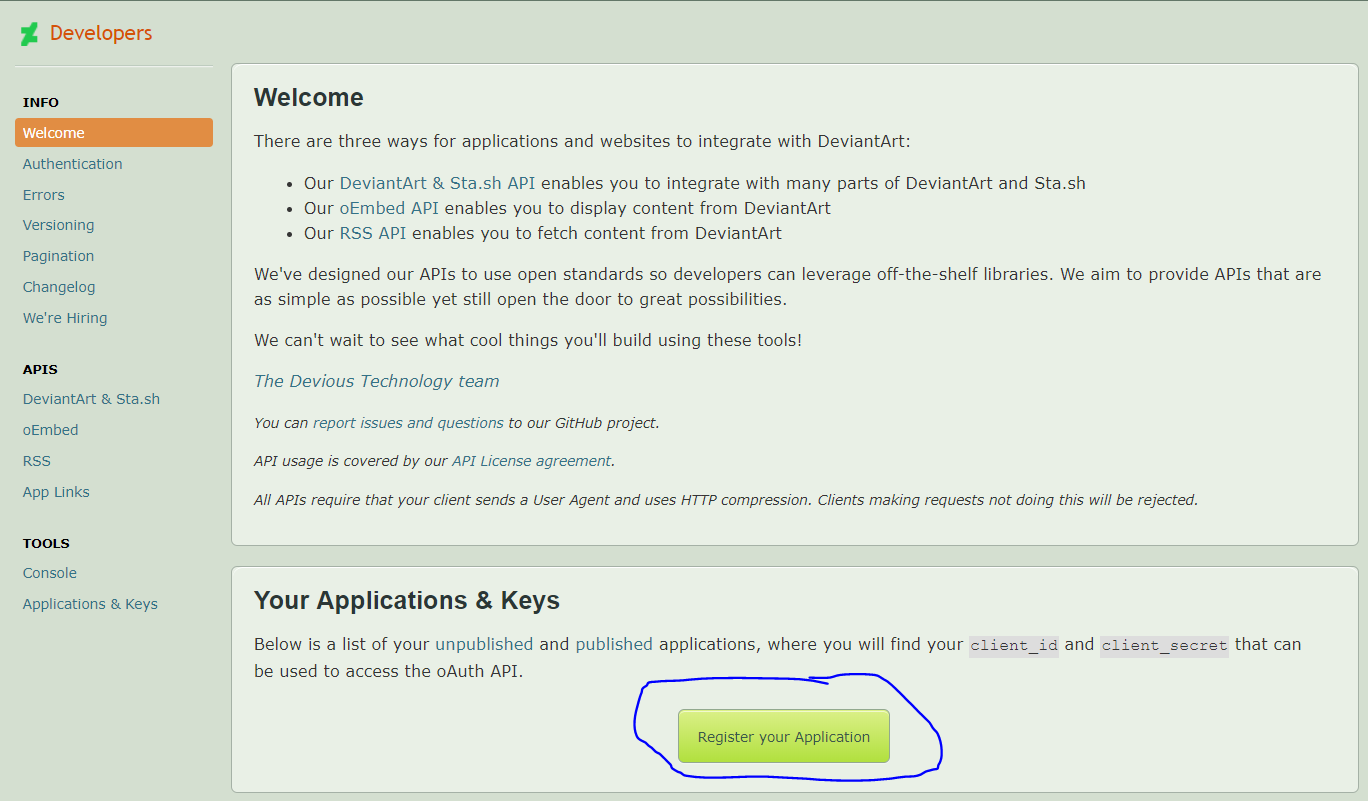 Developers
INFO
Welcome
Authentication
Errors
Versioning
Pagination
Changelog
We're Hiring
APIS
DeviantArt & Sta.sh
oEmbed
RSS
App Links
TOOLS
Console
Applications & Keys
Welcome
There are three ways for applications and websites to integrate with DeviantArt:
• Our DeviantArt & Sta.sh API enables you to integrate with many parts of DeviantArt and Sta.sh
• Our oEmbed API enables you to display content from DeviantArt
• Our RSS API enables you to fetch content from DeviantArt
We've designed our APIs to use open standards so developers can leverage off-the-shelf libraries. We aim to provide APIs that are
as simple as possible yet still open the door to great possibilities.
We can't wait to see what cool things you'll build using these tools!
The Devious Technology team
You can report issues and questions to our GitHub project.
API usage is covered by our API License agreement.
All APIs require that your client sends a User Agent and uses HTTP compression. Clients making requests not doing this will be rejected.
Your Applications & Keys
Below is a list of your unpublished and published applications, where you will find your client_id and client_secret that can
be used to access the oAuth API.
Register your Application